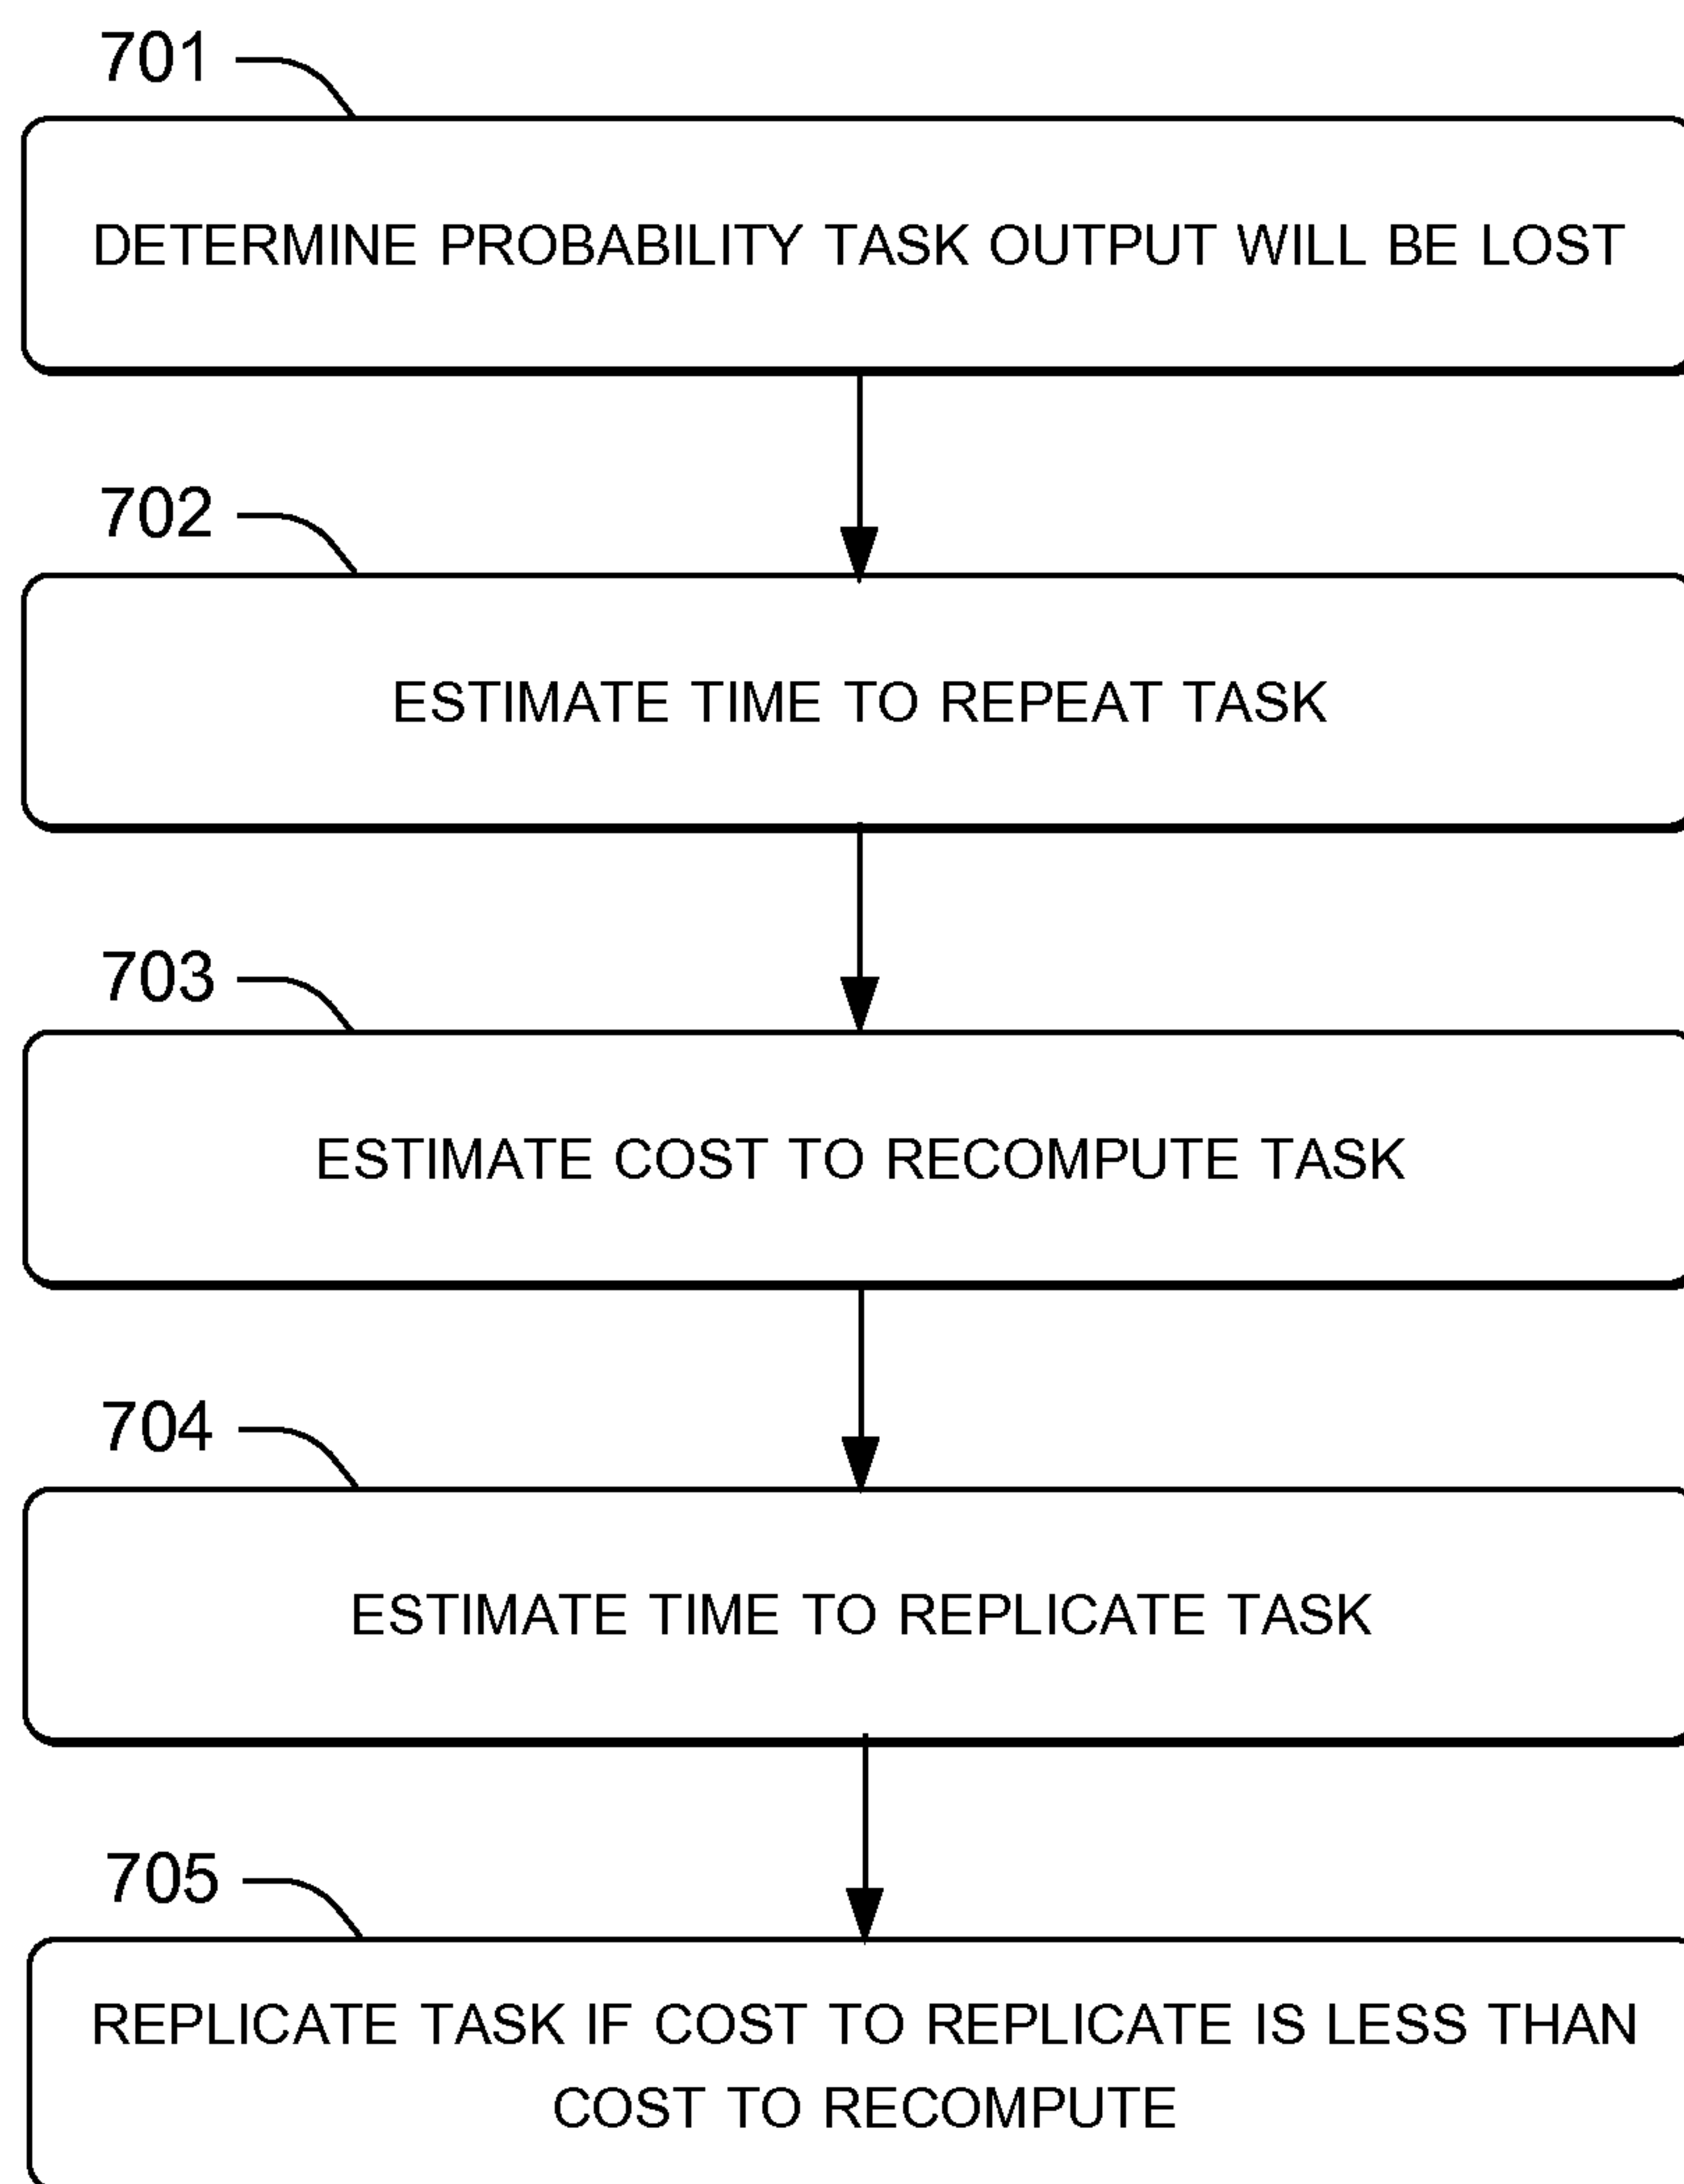 701
DETERMINE PROBABILITY TASK OUTPUT WILL BE LOST
702
ESTIMATE TIME TO REPEAT TASK
703
ESTIMATE COST TO RECOMPUTE TASK
704
ESTIMATE TIME TO REPLICATE TASK
705
REPLICATE TASK IF COST TO REPLICATE IS LESS THAN
COST TO RECOMPUTE